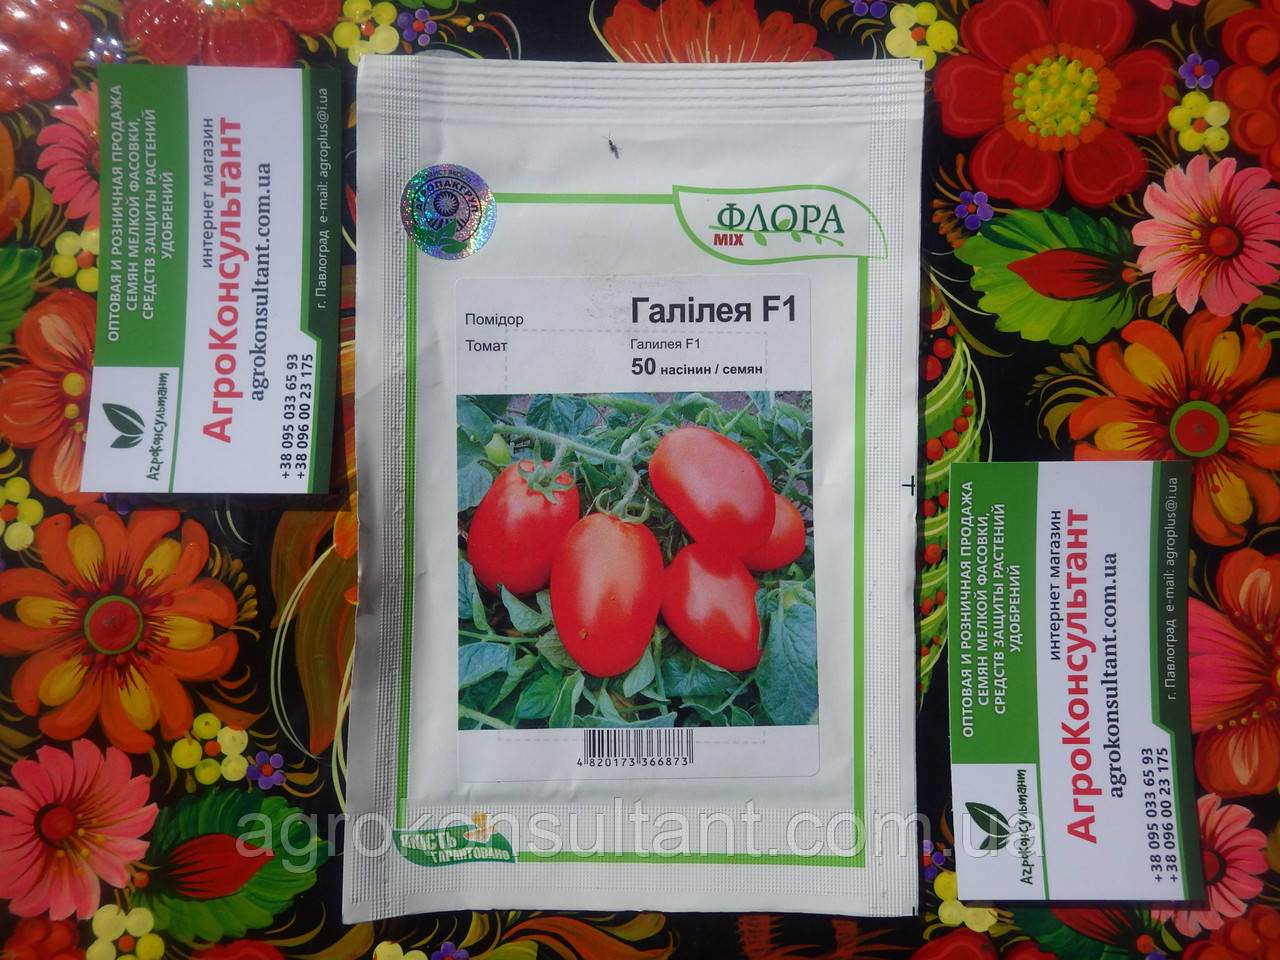 ОПТОВАЯ И РОЗНИЧНАЯ ПРОДАЖА
СЕМЯН МЕЛКОЙ ФАСОВКИ,
СРЕДСТВ ЗАЩИТЫ РАСТЕНИЙ
УДОБРЕНИЙ
АгроКонсультант
интернет магазин
АгроКонсультант
agrokonsultant.com.ua
+38 095 033 65 93
+38 096 00 23 175
г. Павлоград e-mail: agroplus@i.ua
ФЛОРА
MIX
Помідор
Томат
Галілея F1
Галилея F1
50 насінин / семян
4820173366873
ЯКІСТЬ
ГАРАНТОВАНО
ОПТОВАЯ И РОЗНИЧНАЯ ПРОДАЖА
СЕМЯН МЕЛКОЙ ФАСОВКИ,
СРЕДСТВ ЗАЩИТЫ РАСТЕНИЙ
УДОБРЕНИЙ
АгроКонсультант
интернет магазин
АгроКонсультант
agrokonsultant.com.ua
+38 095 033 65 93
+38 096 00 23 175
г. Павлоград e-mail: agroplus@i.ua
agrokonsultant.com.ua